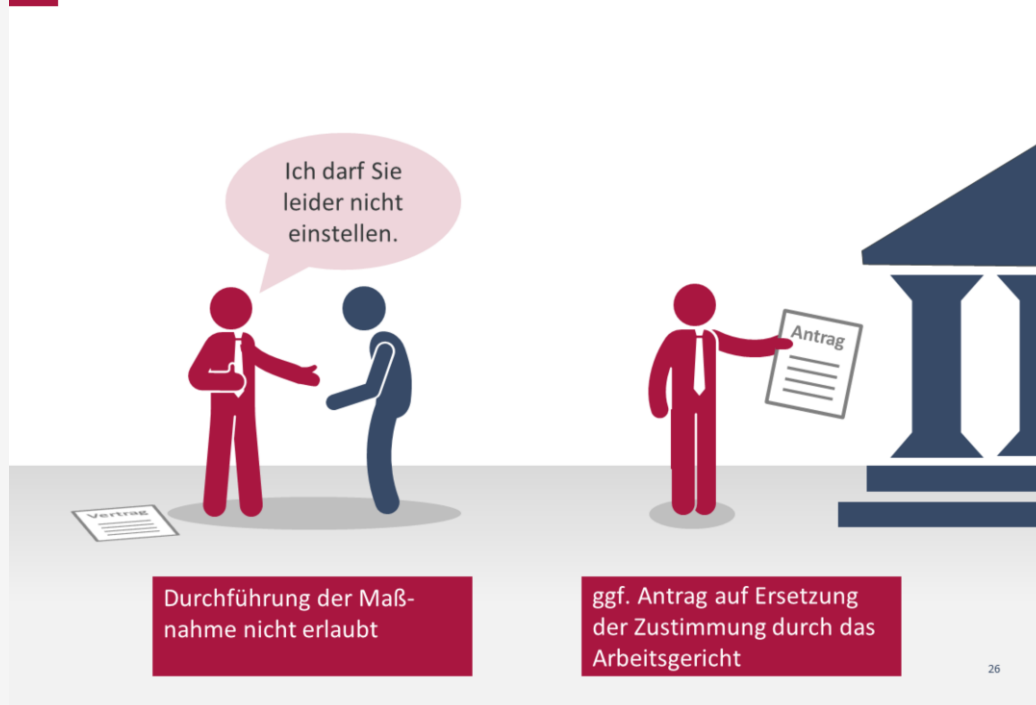 Ich darf Sie
leider nicht
einstellen.
Antrag
Vertrag
Durchführung der Maß-
nahme nicht erlaubt
ggf. Antrag auf Ersetzung
der Zustimmung durch das
Arbeitsgericht
26